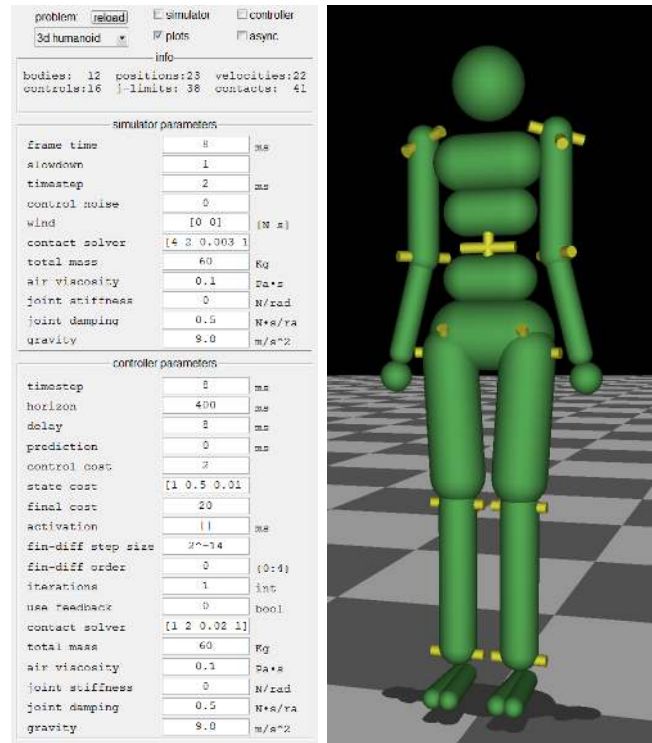 problem: reload simulator controller
3d humanoid plots async
info
bodies: 12 positions:23 velocities:22
controls:16 j-limits: 38 contacts: 41
simulator parameters
frame time 8 ms
slowdown 1
timestep 2 ms
control noise 0
wind [0 0] (N s)
contact solver [4 2 0.003 1
total mass 60 Kg
air viscosity 0.1 Pa•s
joint stiffness 0 N/rad
joint damping 0.5 N•s/ra
gravity 9.8 m/s^2
controller parameters
timestep 8 ms
horizon 400 ms
delay 8 ms
prediction 0 ms
control cost 2
state cost [1 0.5 0.01
final cost 20
activation [] ms
fin-diff step size 2^-14
fin-diff order 0 (0:4)
iterations 1 int
use feedback 0 bool
contact solver [1 2 0.02 1]
total mass 60 Kg
air viscosity 0.1 Pa•s
joint stiffness 0 N/rad
joint damping 0.5 N•s/ra
gravity 9.8 m/s^2